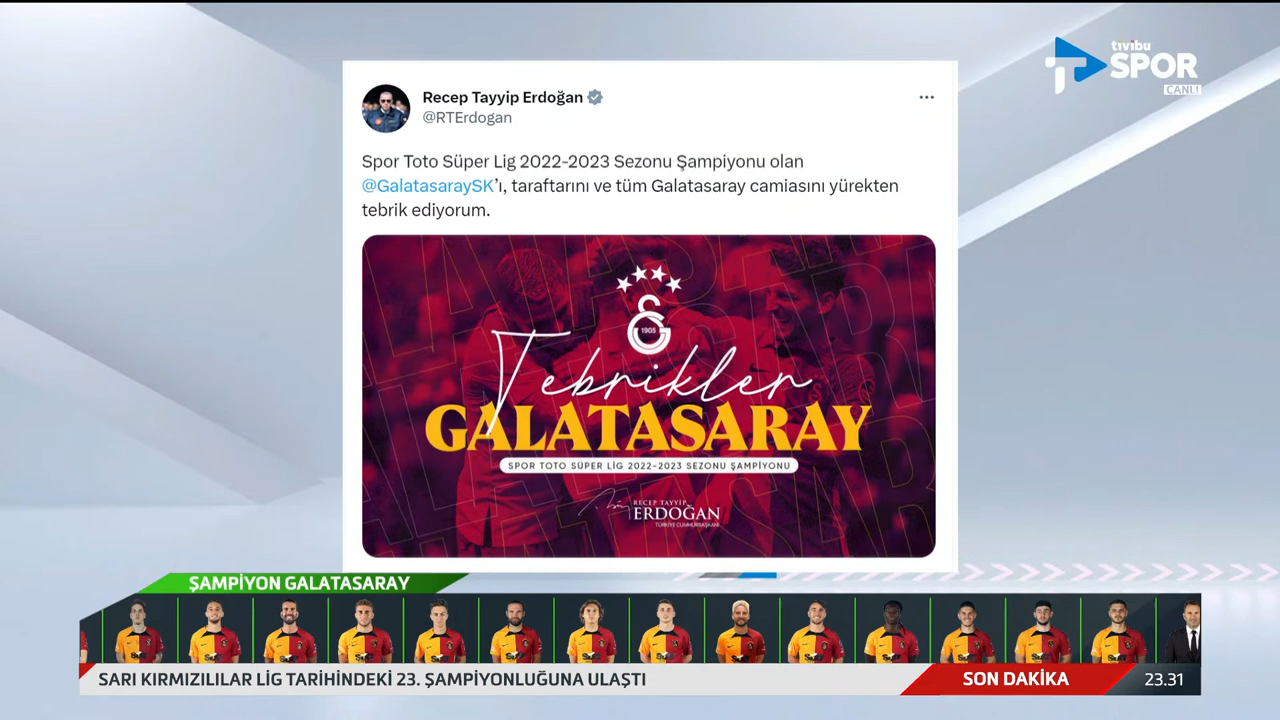 tivibu
SPOR
CANLI
Recep Tayyip Erdoğan
@RTErdogan
Spor Toto Süper Lig 2022-2023 Sezonu Şampiyonu olan
@GalatasaraySK’ı, taraftarını ve tüm Galatasaray camiasını yürekten
tebrik ediyorum.
1905
Tebrikler
GALATASARAY
SPOR TOTO SÜPER LİG 2022-2023 SEZONU ŞAMPİYONU
RECEP TAYYİP
ERDOĞAN
TÜRKİYE CUMHURBAŞKANI
ŞAMPİYON GALATASARAY
SARI KIRMIZILILAR LİG TARİHİNDEKİ 23. ŞAMPİYONLUĞUNA ULAŞTI
SON DAKİKA
23.31